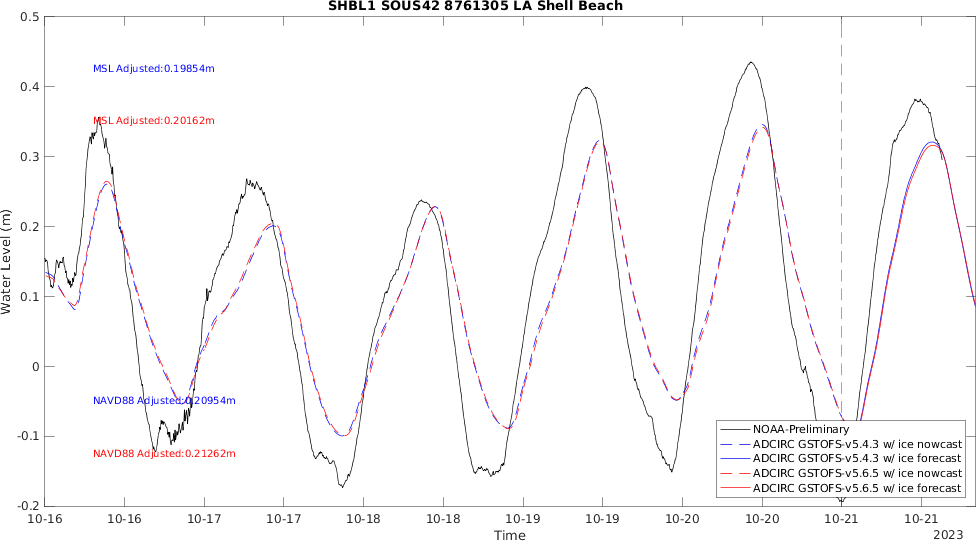 SHBL1 SOUS42 8761305 LA Shell Beach
Water Level (m)
0.5
0.4
0.3
0.2
0.1
0
-0.1
-0.2
MSL Adjusted:0.19854m
MSL Adjusted:0.20162m
NAVD88 Adjusted:0.20954m
NAVD88 Adjusted:0.21262m
NOAA-Preliminary
ADCIRC GSTOFS-v5.4.3 w/ ice nowcast
ADCIRC GSTOFS-v5.4.3 w/ ice forecast
ADCIRC GSTOFS-v5.6.5 w/ ice nowcast
ADCIRC GSTOFS-v5.6.5 w/ ice forecast
10-16 10-16 10-17 10-17 10-18 10-18 10-19 10-19 10-20 10-20 10-21 10-21
Time
2023